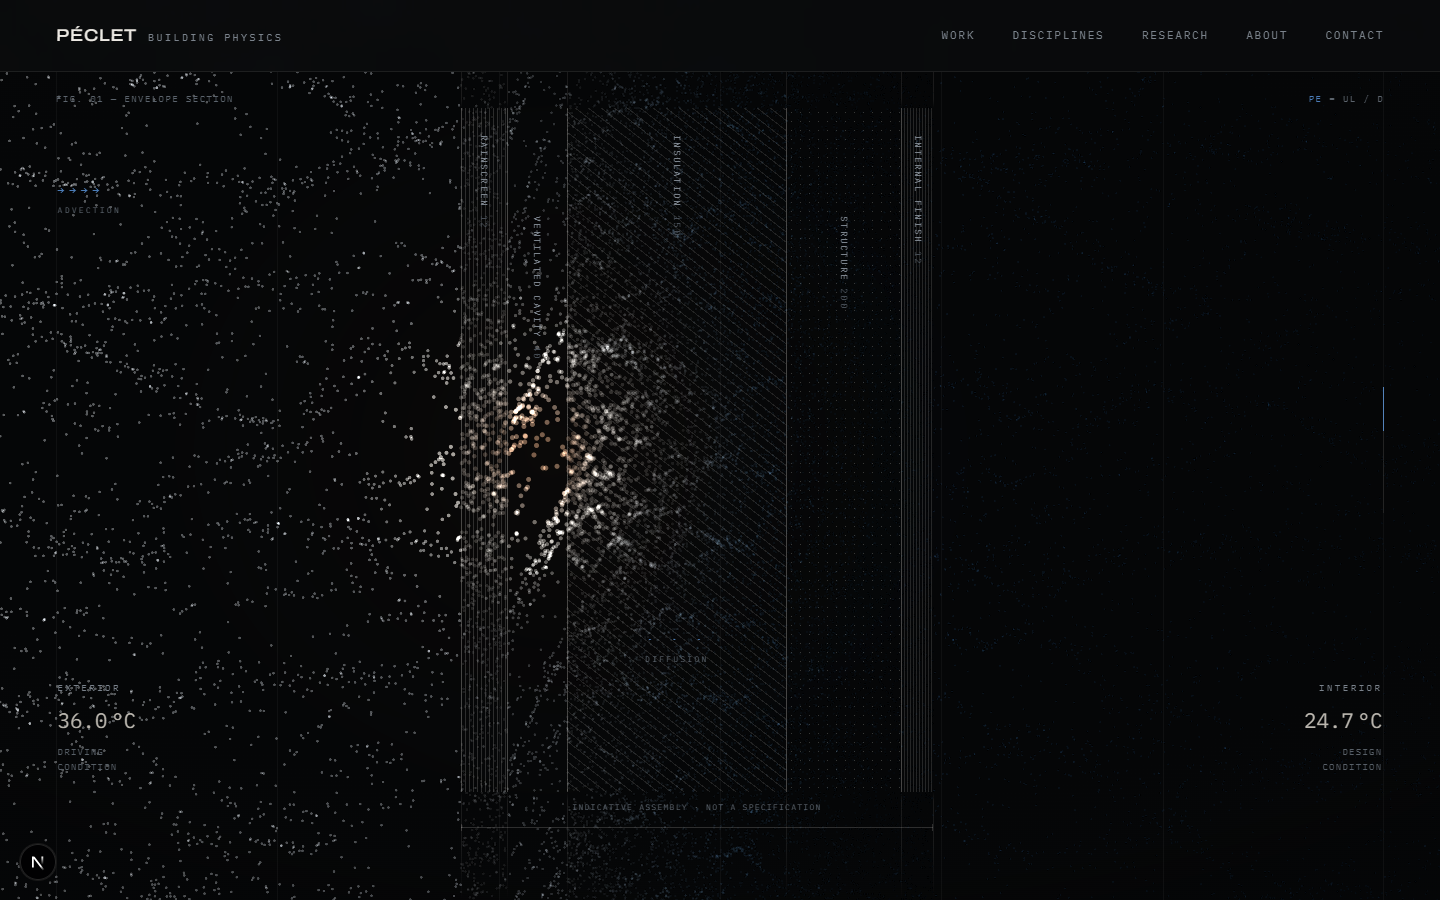 PÉCLET BUILDING PHYSICS
WORK
DISCIPLINES
RESEARCH
ABOUT
CONTACT
FIG. 01 — ENVELOPE SECTION
PE = UL / D
→→→→
ADVECTION
RAINSCREEN
VENTILATED CAVITY
INSULATION
STRUCTURE 200
INTERNAL FINISH 12
DIFFUSION
EXTERIOR
36.0 °C
DRIVING
CONDITION
INTERIOR
24.7 °C
DESIGN
CONDITION
INDICATIVE ASSEMBLY · NOT A SPECIFICATION
N